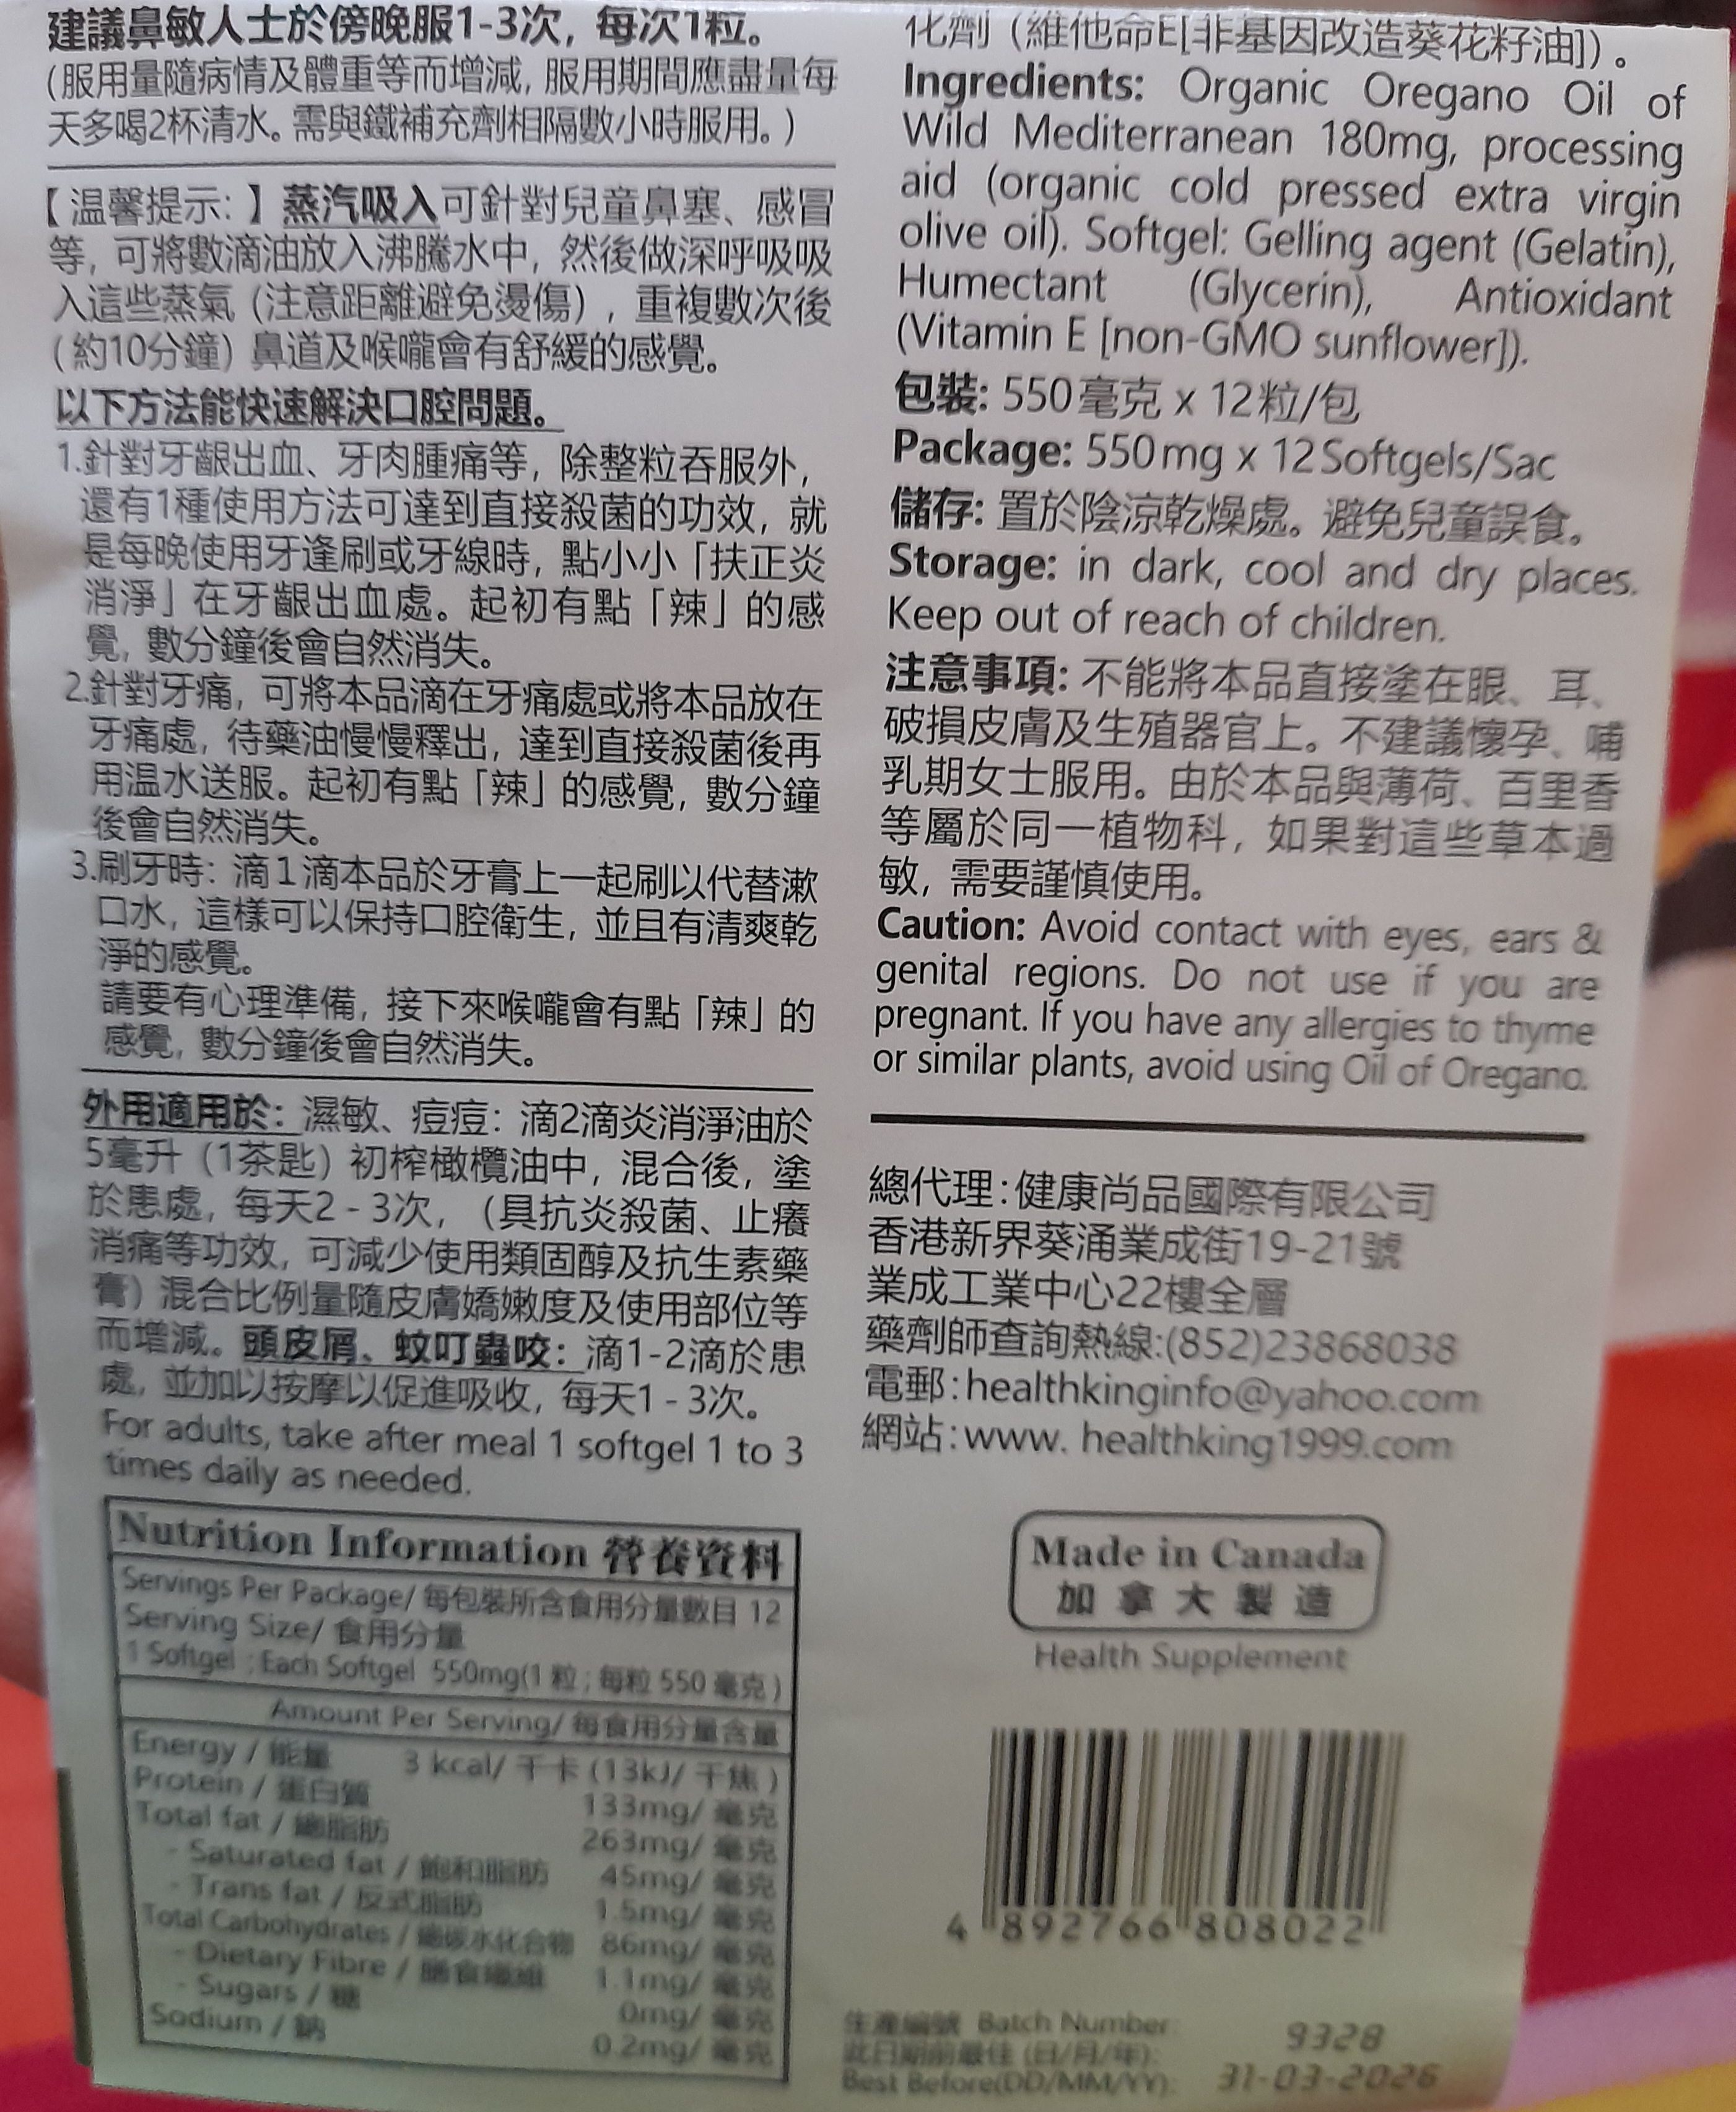 建議鼻敏人士於傍晚服1-3次, 每次1粒。
(服用量隨病情及體重等而增減, 服用期間應盡量每
天多喝2杯清水。需與鐵補充劑相隔數小時服用。)
【温馨提示:】蒸汽吸入可針對兒童鼻塞、感冒
等, 可將數滴油放入沸騰水中, 然後做深呼吸吸
入這些蒸氣 (注意距離避免燙傷) , 重複數次後
(約10分鐘) 鼻道及喉嚨會有舒緩的感覺。
以下方法能快速解決口腔問題。
1.針對牙齦出血、牙肉腫痛等, 除整粒吞服外,
還有1種使用方法可達到直接殺菌的功效, 就
是每晚使用牙逢刷或牙線時, 點小小「扶正炎
消淨」在牙齦出血處。起初有點「辣」的感
覺, 數分鐘後會自然消失。
2.針對牙痛, 可將本品滴在牙痛處或將本品放在
牙痛處, 待藥油慢慢釋出, 達到直接殺菌後再
用温水送服。起初有點「辣」的感覺, 數分鐘
後會自然消失。
3.刷牙時: 滴1滴本品於牙膏上一起刷以代替漱
口水, 這樣可以保持口腔衛生, 並且有清爽乾
淨的感覺。
請要有心理準備, 接下來喉嚨會有點「辣」的
感覺, 數分鐘後會自然消失。
外用適用於: 濕敏、痘痘: 滴2滴炎消淨油於
5毫升 (1茶匙) 初榨橄欖油中, 混合後, 塗
於患處, 每天2 - 3次, (具抗炎殺菌、止癢
消痛等功效, 可減少使用類固醇及抗生素藥
膏) 混合比例量隨皮膚嬌嫩度及使用部位等
而增減。頭皮屑、蚊叮蟲咬: 滴1-2滴於患
處, 並加以按摩以促進吸收, 每天1 - 3次。
For adults, take after meal 1 softgel 1 to 3
times daily as needed.
Nutrition Information 營養資料
Servings Per Package/ 每包裝所含食用分量數目 12
Serving Size/ 食用分量
1 Softgel ; Each Softgel 550mg(1 粒 ; 每粒 550 毫克 )
Amount Per Serving/ 每食用分量含量
Energy / 能量 3 kcal/ 千卡 (13kJ/ 千焦 )
Protein / 蛋白質 133mg/ 毫克
Total fat / 總脂肪 263mg/ 毫克
- Saturated fat / 飽和脂肪 45mg/ 毫克
- Trans fat / 反式脂肪 1.5mg/ 毫克
Total Carbohydrates / 總碳水化合物 86mg/ 毫克
- Dietary Fibre / 膳食纖維 1.1mg/ 毫克
- Sugars / 糖 0mg/ 毫克
Sodium / 鈉 0.2mg/ 毫克
化劑 (維他命E[非基因改造葵花籽油]) 。
Ingredients: Organic Oregano Oil of
Wild Mediterranean 180mg, processing
aid (organic cold pressed extra virgin
olive oil). Softgel: Gelling agent (Gelatin),
Humectant (Glycerin), Antioxidant
(Vitamin E [non-GMO sunflower]).
包裝: 550毫克 x 12粒/包
Package: 550mg x 12 Softgels/Sac
儲存: 置於陰涼乾燥處。避免兒童誤食。
Storage: in dark, cool and dry places.
Keep out of reach of children.
注意事項: 不能將本品直接塗在眼、耳、
破損皮膚及生殖器官上。不建議懷孕、哺
乳期女士服用。由於本品與薄荷、百里香
等屬於同一植物科, 如果對這些草本過
敏, 需要謹慎使用。
Caution: Avoid contact with eyes, ears &
genital regions. Do not use if you are
pregnant. If you have any allergies to thyme
or similar plants, avoid using Oil of Oregano.
總代理:健康尚品國際有限公司
香港新界葵涌業成街19-21號
業成工業中心22樓全層
藥劑師查詢熱線:(852)23868038
電郵:healthkinginfo@yahoo.com
網站:www. healthking1999.com
Made in Canada
加拿大製造
Health Supplement
4 892766 808022
生產編號 Batch Number: 9328
此日期前最佳 (日/月/年):
Best Before(DD/MM/YY): 31-03-2026